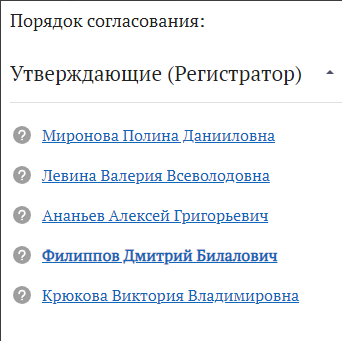 Порядок согласования:
Утверждающие (Регистратор)
Миронова Полина Данииловна
Левина Валерия Всеволодовна
Ананьев Алексей Григорьевич
Филиппов Дмитрий Билалович
Крюкова Виктория Владимировна